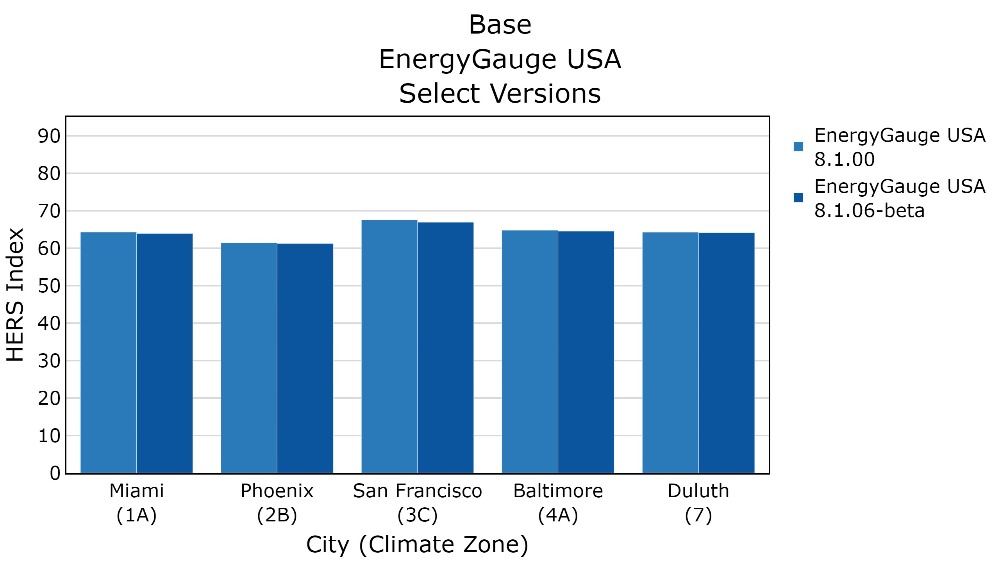 Base
EnergyGauge USA
Select Versions
EnergyGauge USA
8.1.00
EnergyGauge USA
8.1.06-beta
HERS Index
90
80
70
60
50
40
30
20
10
0
Miami
(1A)
Phoenix
(2B)
San Francisco
(3C)
Baltimore
(4A)
Duluth
(7)
City (Climate Zone)